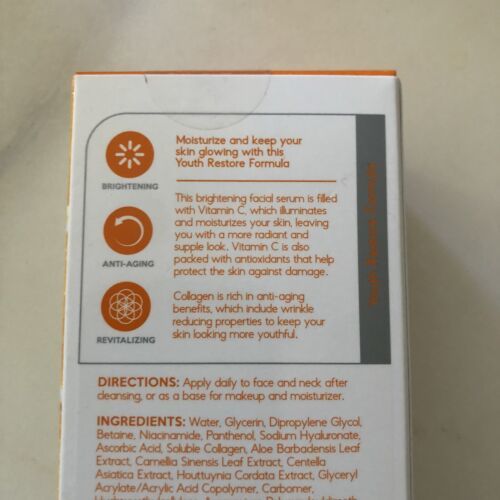 Moisturize and keep your
skin glowing with this
Youth Restore Formula
BRIGHTENING
This brightening facial serum is filled
with Vitamin C, which illuminates
and moisturizes your skin, leaving
you with a more radiant and
supple look. Vitamin C is also
packed with antioxidants that help
protect the skin against damage.
ANTI-AGING
Collagen is rich in anti-aging
benefits, which include wrinkle
reducing properties to keep your
skin looking more youthful.
REVITALIZING
Youth Restore Formula
DIRECTIONS: Apply daily to face and neck after
cleansing, or as a base for makeup and moisturizer.
INGREDIENTS: Water, Glycerin, Dipropylene Glycol,
Betaine, Niacinamide, Panthenol, Sodium Hyaluronate,
Ascorbic Acid, Soluble Collagen, Aloe Barbadensis Leaf
Extract, Camellia Sinensis Leaf Extract, Centella
Asiatica Extract, Houttuynia Cordata Extract, Glyceryl
Acrylate/Acrylic Acid Copolymer, Carbomer,